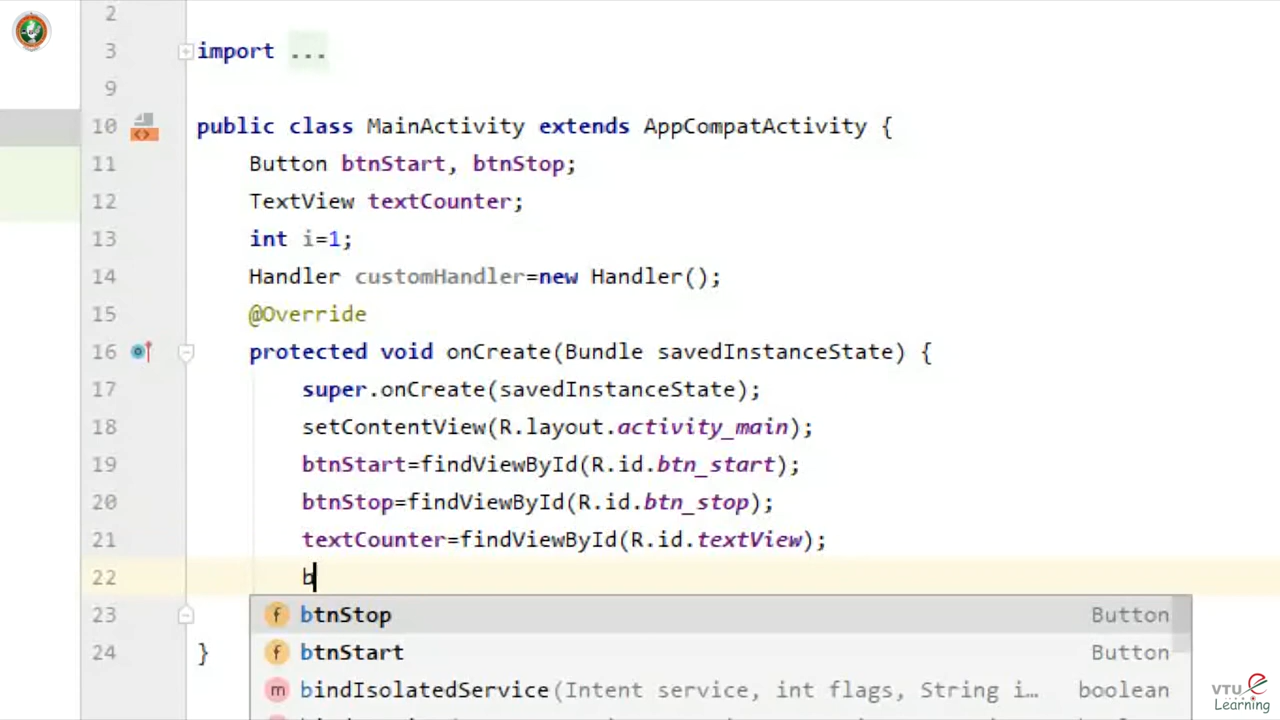 2
3 import ...
9
10 public class MainActivity extends AppCompatActivity {
11 Button btnStart, btnStop;
12 TextView textCounter;
13 int i=1;
14 Handler customHandler=new Handler();
15 @Override
16 protected void onCreate(Bundle savedInstanceState) {
17 super.onCreate(savedInstanceState);
18 setContentView(R.layout.activity_main);
19 btnStart=findViewById(R.id.btn_start);
20 btnStop=findViewById(R.id.btn_stop);
21 textCounter=findViewById(R.id.textView);
22 b
23 f btnStop Button
24 } f btnStart Button
m bindIsolatedService(Intent service, int flags, String i… boolean
VTU e
Learning